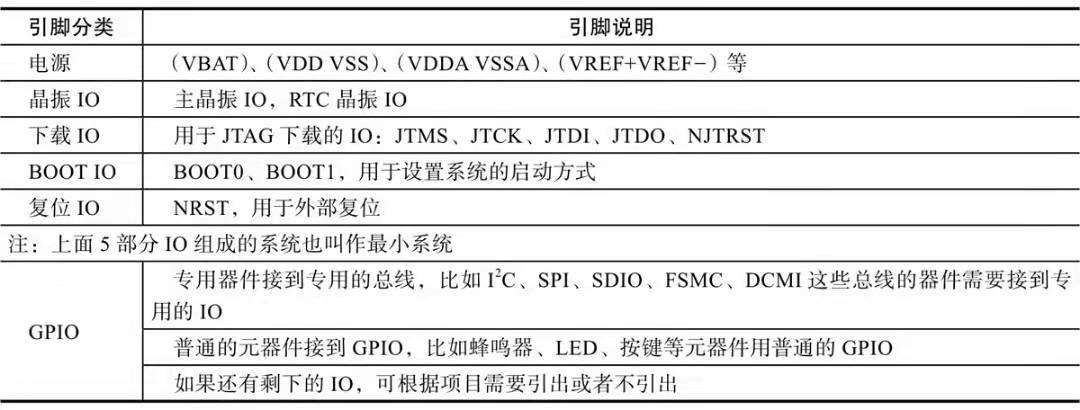 引脚分类 引脚说明
电源 （VBAT）、（VDD VSS）、（VDDA VSSA）、（VREF+VREF-）等
晶振 IO 主晶振 IO，RTC 晶振 IO
下载 IO 用于 JTAG 下载的 IO：JTMS、JTCK、JTDI、JTDO、NJTRST
BOOT IO BOOT0、BOOT1，用于设置系统的启动方式
复位 IO NRST，用于外部复位
注：上面 5 部分 IO 组成的系统也叫作最小系统
GPIO
专用器件接到专用的总线，比如 I²C、SPI、SDIO、FSMC、DCMI 这些总线的器件需要接到专
用的 IO
普通的元器件接到 GPIO，比如蜂鸣器、LED、按键等元器件用普通的 GPIO
如果还有剩下的 IO，可根据项目需要引出或者不引出